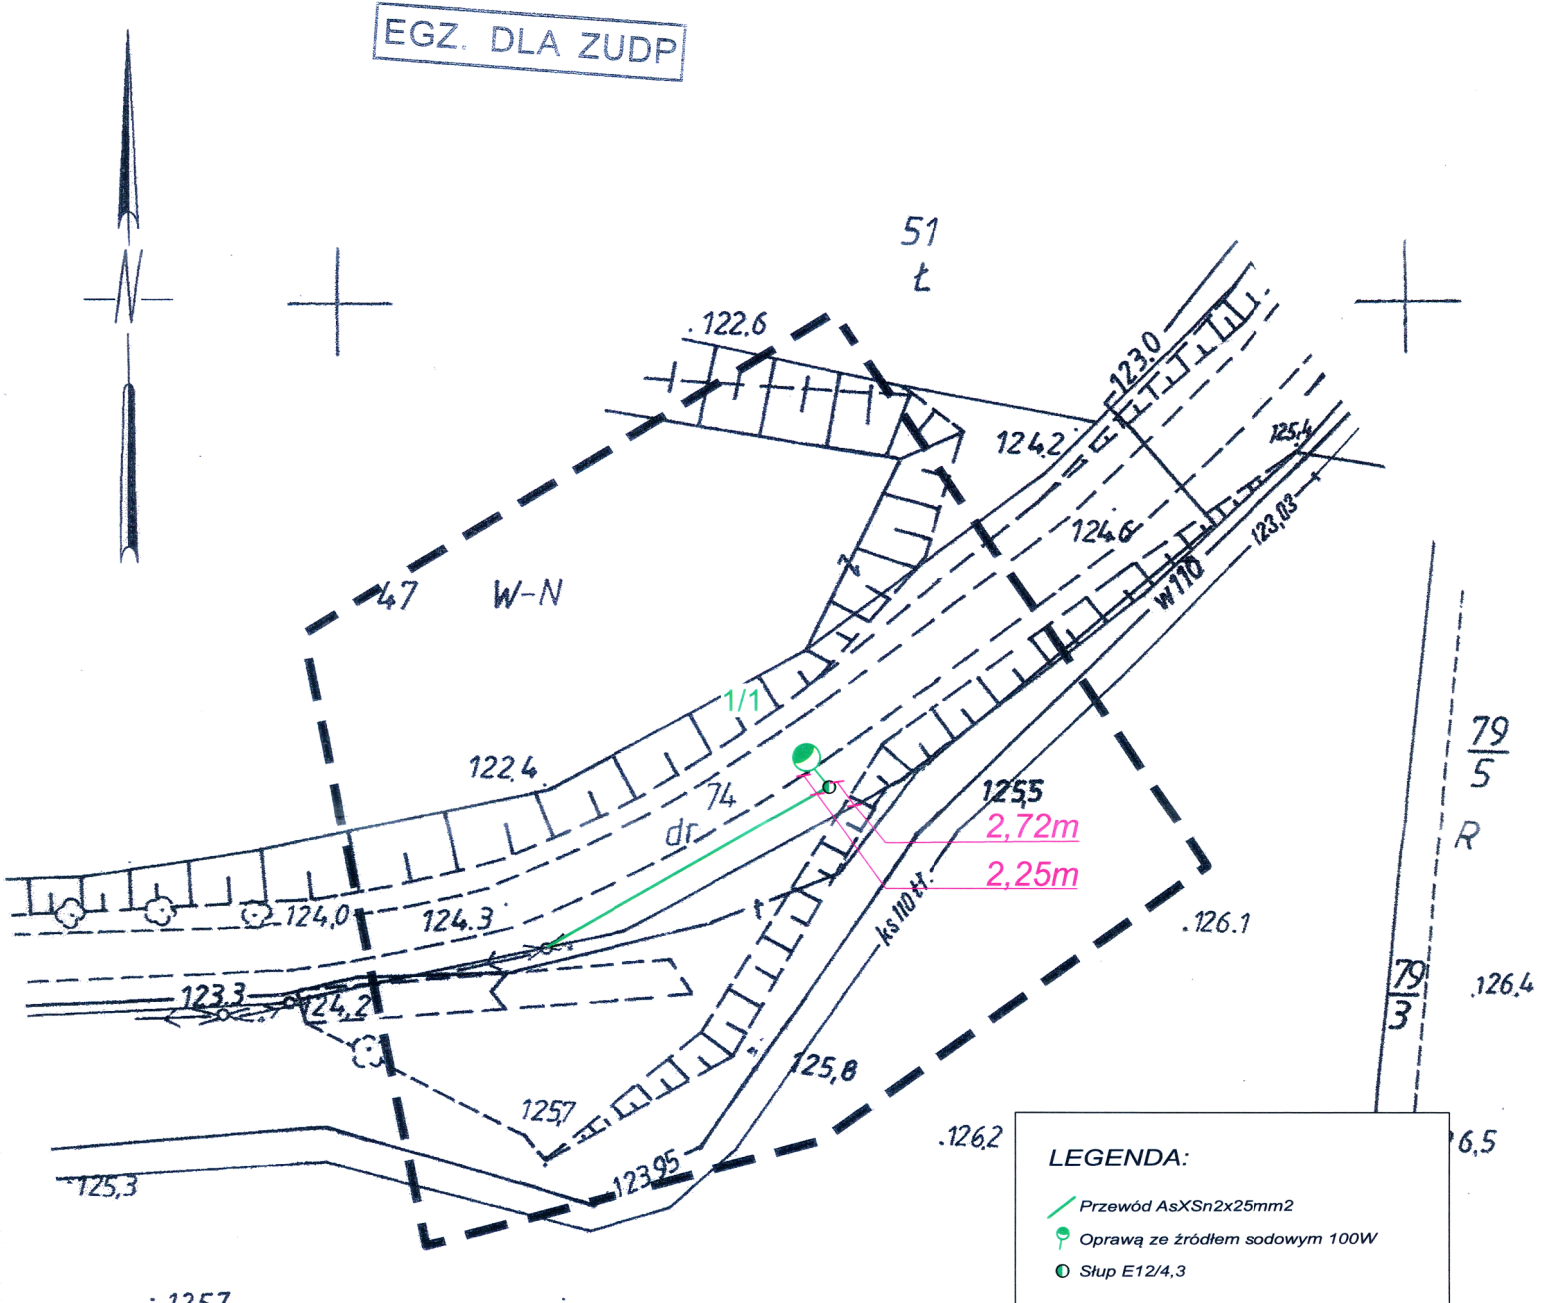 EGZ. DLA ZUDP
N
51
Ł
.122.6
123.0
124.2
125.4
124.6
123,03
W110
47
W-N
1/1
79
5
122.4
74
dr
125,5
2,72m
R
2,25m
ks110tł.
124,0
124.3
.126.1
79
3
.126,4
123.3
124,2
125,8
125,7
.126,2
6,5
123,95
125,3
LEGENDA:
Przewód AsXSn2x25mm2
Oprawą ze źródłem sodowym 100W
Słup E12/4,3